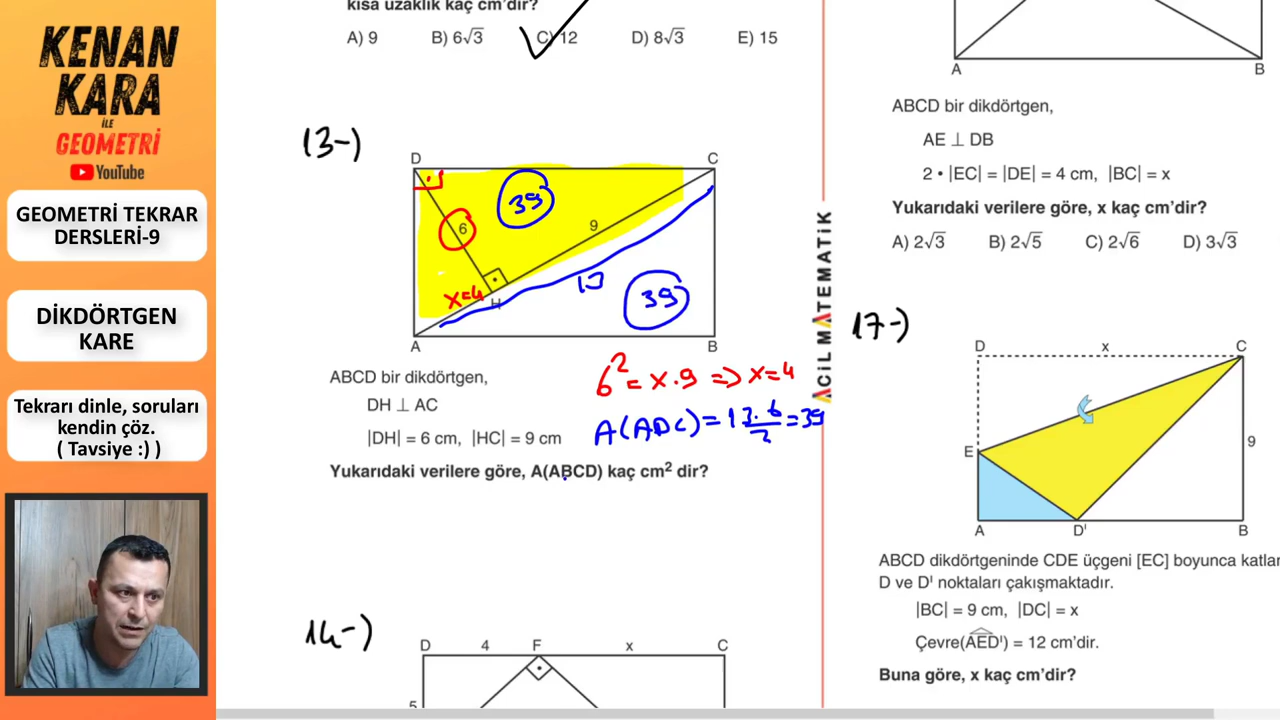 KENAN
KARA
İLE
GEOMETRİ
YouTube
GEOMETRİ TEKRAR
DERSLERİ-9
DİKDÖRTGEN
KARE
Tekrarı dinle, soruları
kendin çöz.
( Tavsiye :) )
kısa uzaklık kaç cm'dir?
A) 9 B) 6√3 C) 12 D) 8√3 E) 15
13-)
D C
39
6 9
x=4 H 13 39
A B
6² = x.9 => x=4
A(ADC) = 13.6/2 = 39
ABCD bir dikdörtgen,
DH ⊥ AC
|DH| = 6 cm, |HC| = 9 cm
Yukarıdaki verilere göre, A(ABCD) kaç cm² dir?
14-)
D 4 F x C
5
ACİL MATEMATİK
A B
ABCD bir dikdörtgen,
AE ⊥ DB
2 • |EC| = |DE| = 4 cm, |BC| = x
Yukarıdaki verilere göre, x kaç cm'dir?
A) 2√3 B) 2√5 C) 2√6 D) 3√3
17-)
D x C
E 9
A D' B
ABCD dikdörtgeninde CDE üçgeni [EC] boyunca katlan
D ve D' noktaları çakışmaktadır.
|BC| = 9 cm, |DC| = x
Çevre(AED') = 12 cm'dir.
Buna göre, x kaç cm'dir?